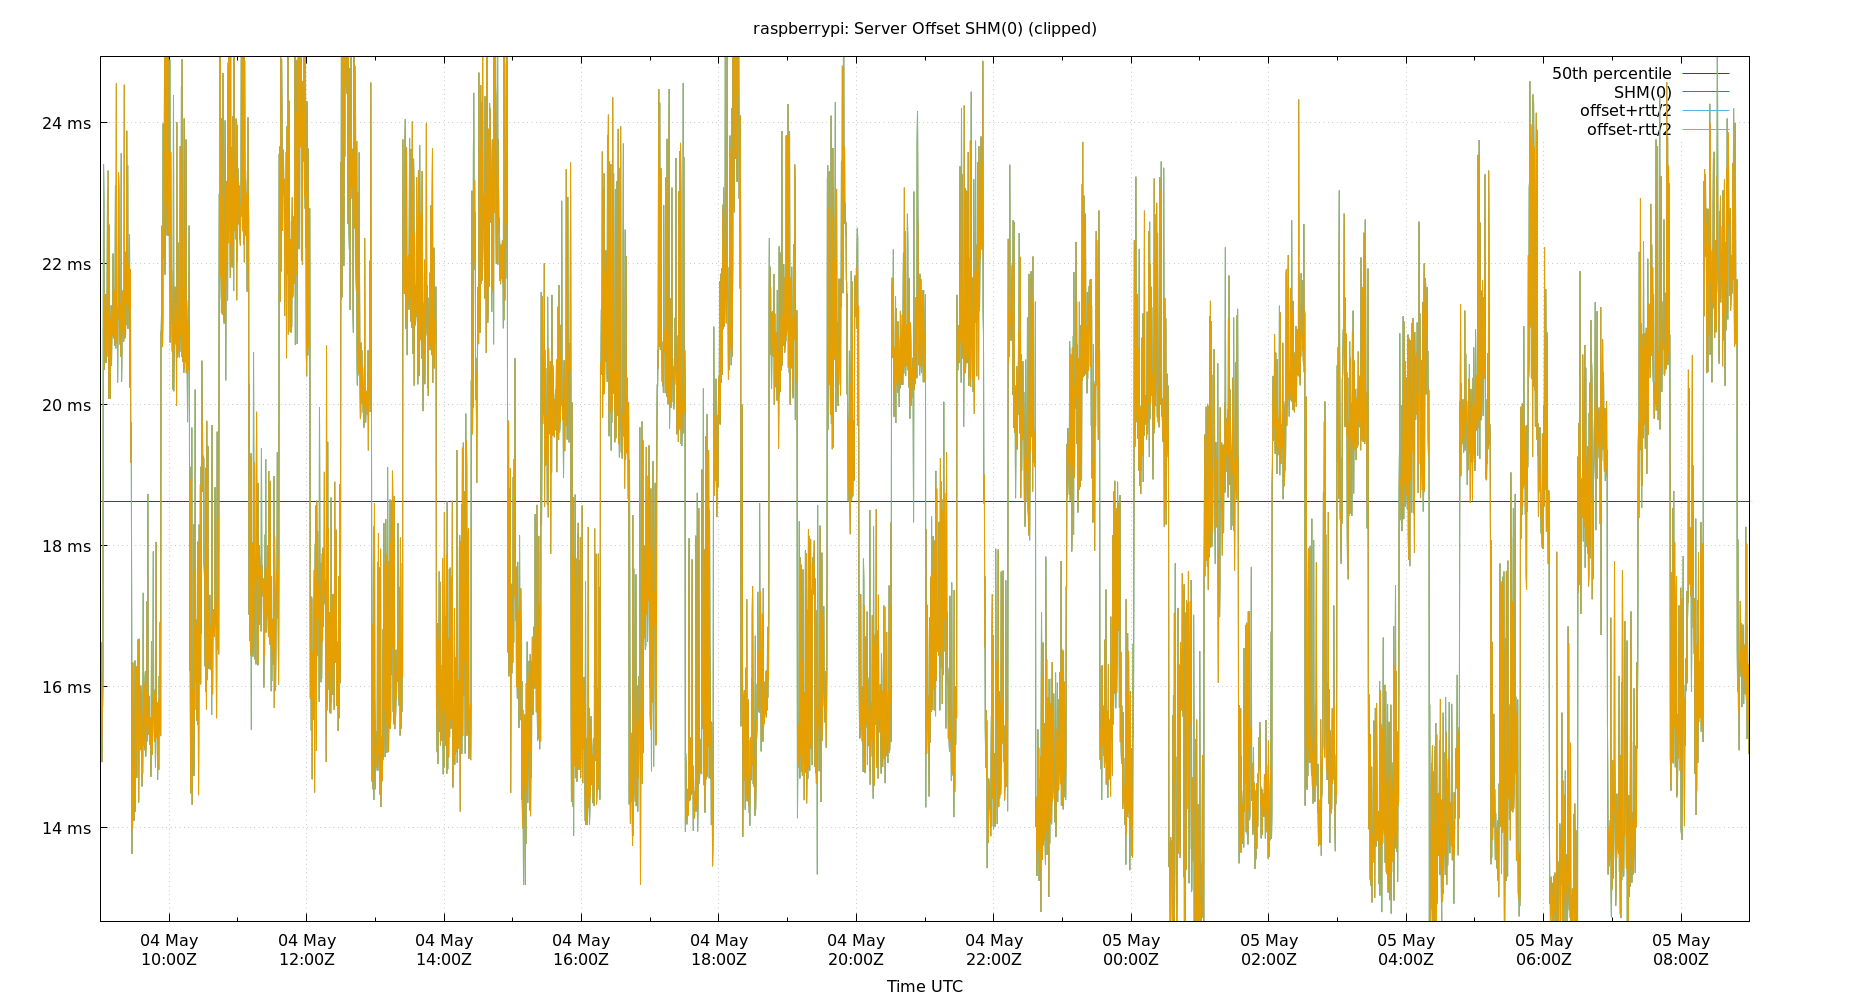 raspberrypi: Server Offset SHM(0) (clipped)
50th percentile
SHM(0)
offset+rtt/2
offset-rtt/2
24 ms
22 ms
20 ms
18 ms
16 ms
14 ms
04 May 04 May 04 May 04 May 04 May 04 May 04 May 05 May 05 May 05 May 05 May 05 May
10:00Z 12:00Z 14:00Z 16:00Z 18:00Z 20:00Z 22:00Z 00:00Z 02:00Z 04:00Z 06:00Z 08:00Z
Time UTC